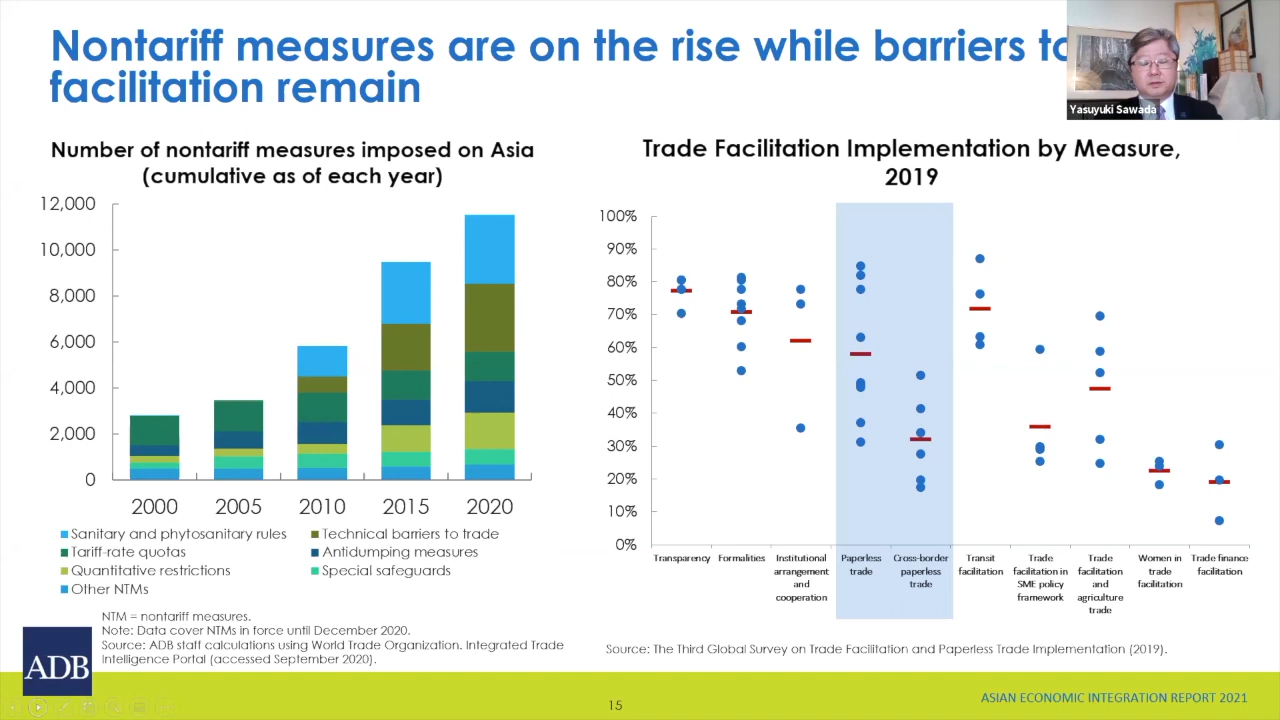 Nontariff measures are on the rise while barriers to
facilitation remain
Yasuyuki Sawada
Number of nontariff measures imposed on Asia
(cumulative as of each year)
12,000
10,000
8,000
6,000
4,000
2,000
0
2000 2005 2010 2015 2020
Sanitary and phytosanitary rules Technical barriers to trade
Tariff-rate quotas Antidumping measures
Quantitative restrictions Special safeguards
Other NTMs
NTM = nontariff measures.
Note: Data cover NTMs in force until December 2020.
Source: ADB staff calculations using World Trade Organization. Integrated Trade
Intelligence Portal (accessed September 2020).
Trade Facilitation Implementation by Measure,
2019
100%
90%
80%
70%
60%
50%
40%
30%
20%
10%
0%
Transparency Formalities Institutional Paperless Cross-border Transit Trade Trade Women in Trade finance
arrangement trade paperless facilitation facilitation in facilitation trade facilitation
and trade SME policy and facilitation
cooperation framework agriculture
trade
Source: The Third Global Survey on Trade Facilitation and Paperless Trade Implementation (2019).
ADB
15
ASIAN ECONOMIC INTEGRATION REPORT 2021